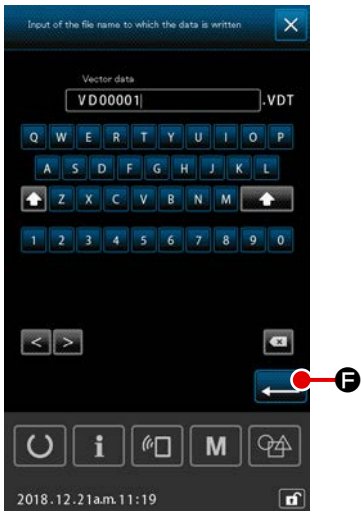 Input of the file name to which the data is written
Vector data
VD00001 .VDT
Q W E R T Y U I O P
A S D F G H J K L
Z X C V B N M
1 2 3 4 5 6 7 8 9 0
< >
F
i M
2018.12.21a.m.11:19